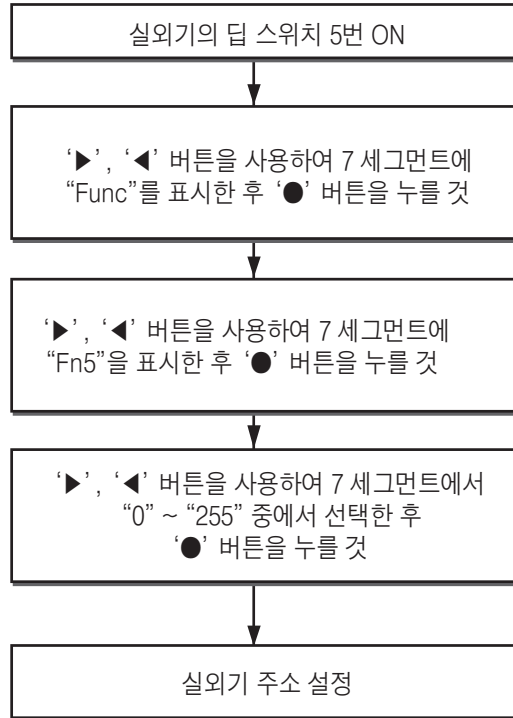 실외기의 딥 스위치 5번 ON
‘▶’, ‘◀’ 버튼을 사용하여 7 세그먼트에
“Func”를 표시한 후 ‘●’ 버튼을 누를 것
‘▶’, ‘◀’ 버튼을 사용하여 7 세그먼트에
“Fn5”을 표시한 후 ‘●’ 버튼을 누를 것
‘▶’, ‘◀’ 버튼을 사용하여 7 세그먼트에서
“0” ~ “255” 중에서 선택한 후
‘●’ 버튼을 누를 것
실외기 주소 설정